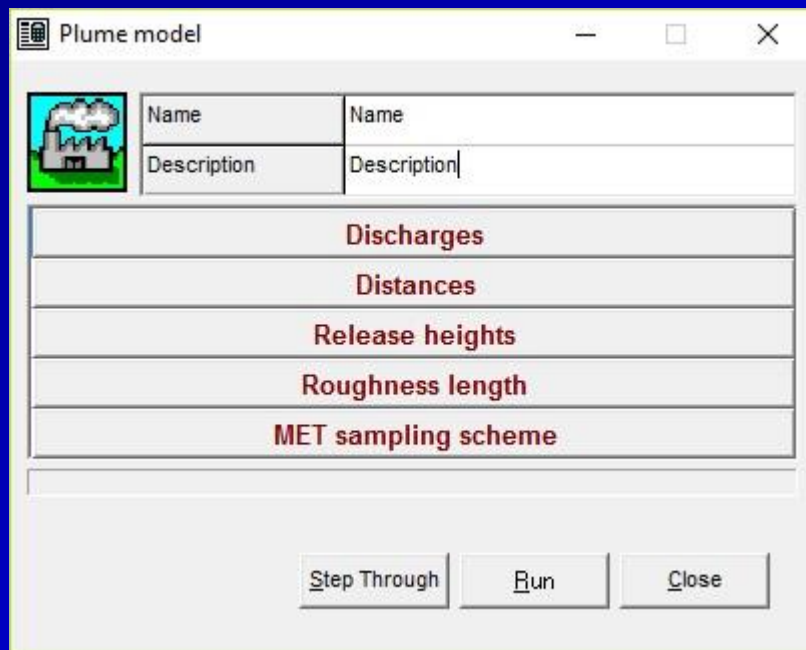 Plume model
Name Name
Description Description
Discharges
Distances
Release heights
Roughness length
MET sampling scheme
Step Through Run Close